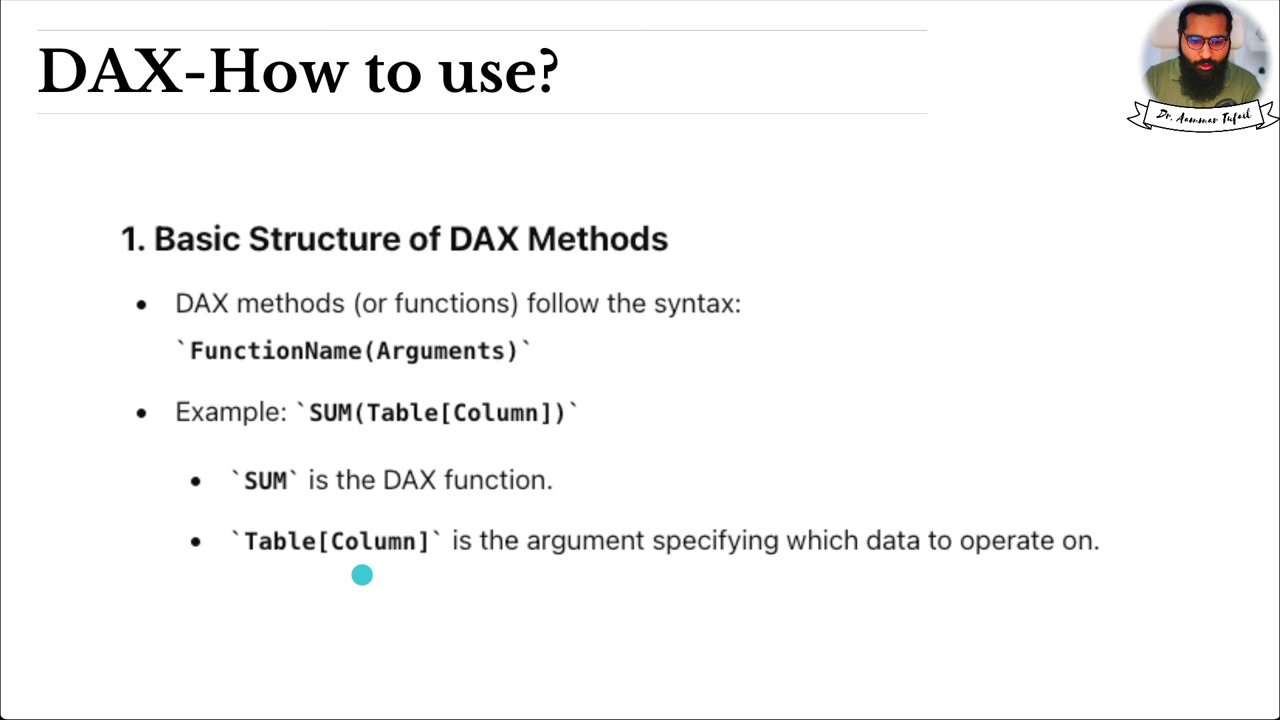 DAX-How to use?
Dr. Aammar Tufail
1. Basic Structure of DAX Methods
• DAX methods (or functions) follow the syntax:
`FunctionName(Arguments)`
• Example: `SUM(Table[Column])`
• `SUM` is the DAX function.
• `Table[Column]` is the argument specifying which data to operate on.